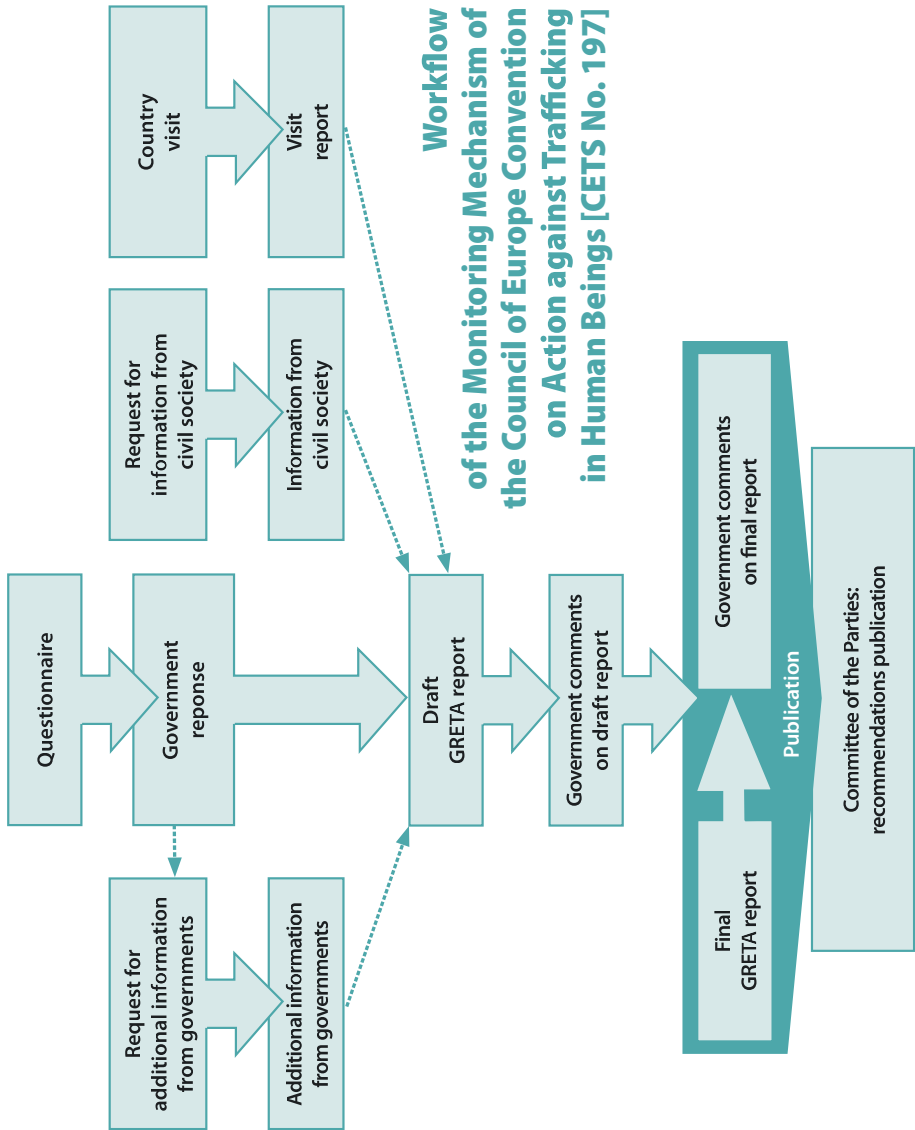 Workflow
of the Monitoring Mechanism of
the Council of Europe Convention
on Action against Trafficking
in Human Beings [CETS No. 197]
Questionnaire
Government
reponse
Request for
additional information
from governments
Additional information
from governments
Request for
information from
civil society
Information from
civil society
Country
visit
Visit
report
Draft
GRETA report
Government comments
on draft report
Final
GRETA report
Government comments
on final report
Publication
Committee of the Parties:
recommendations publication